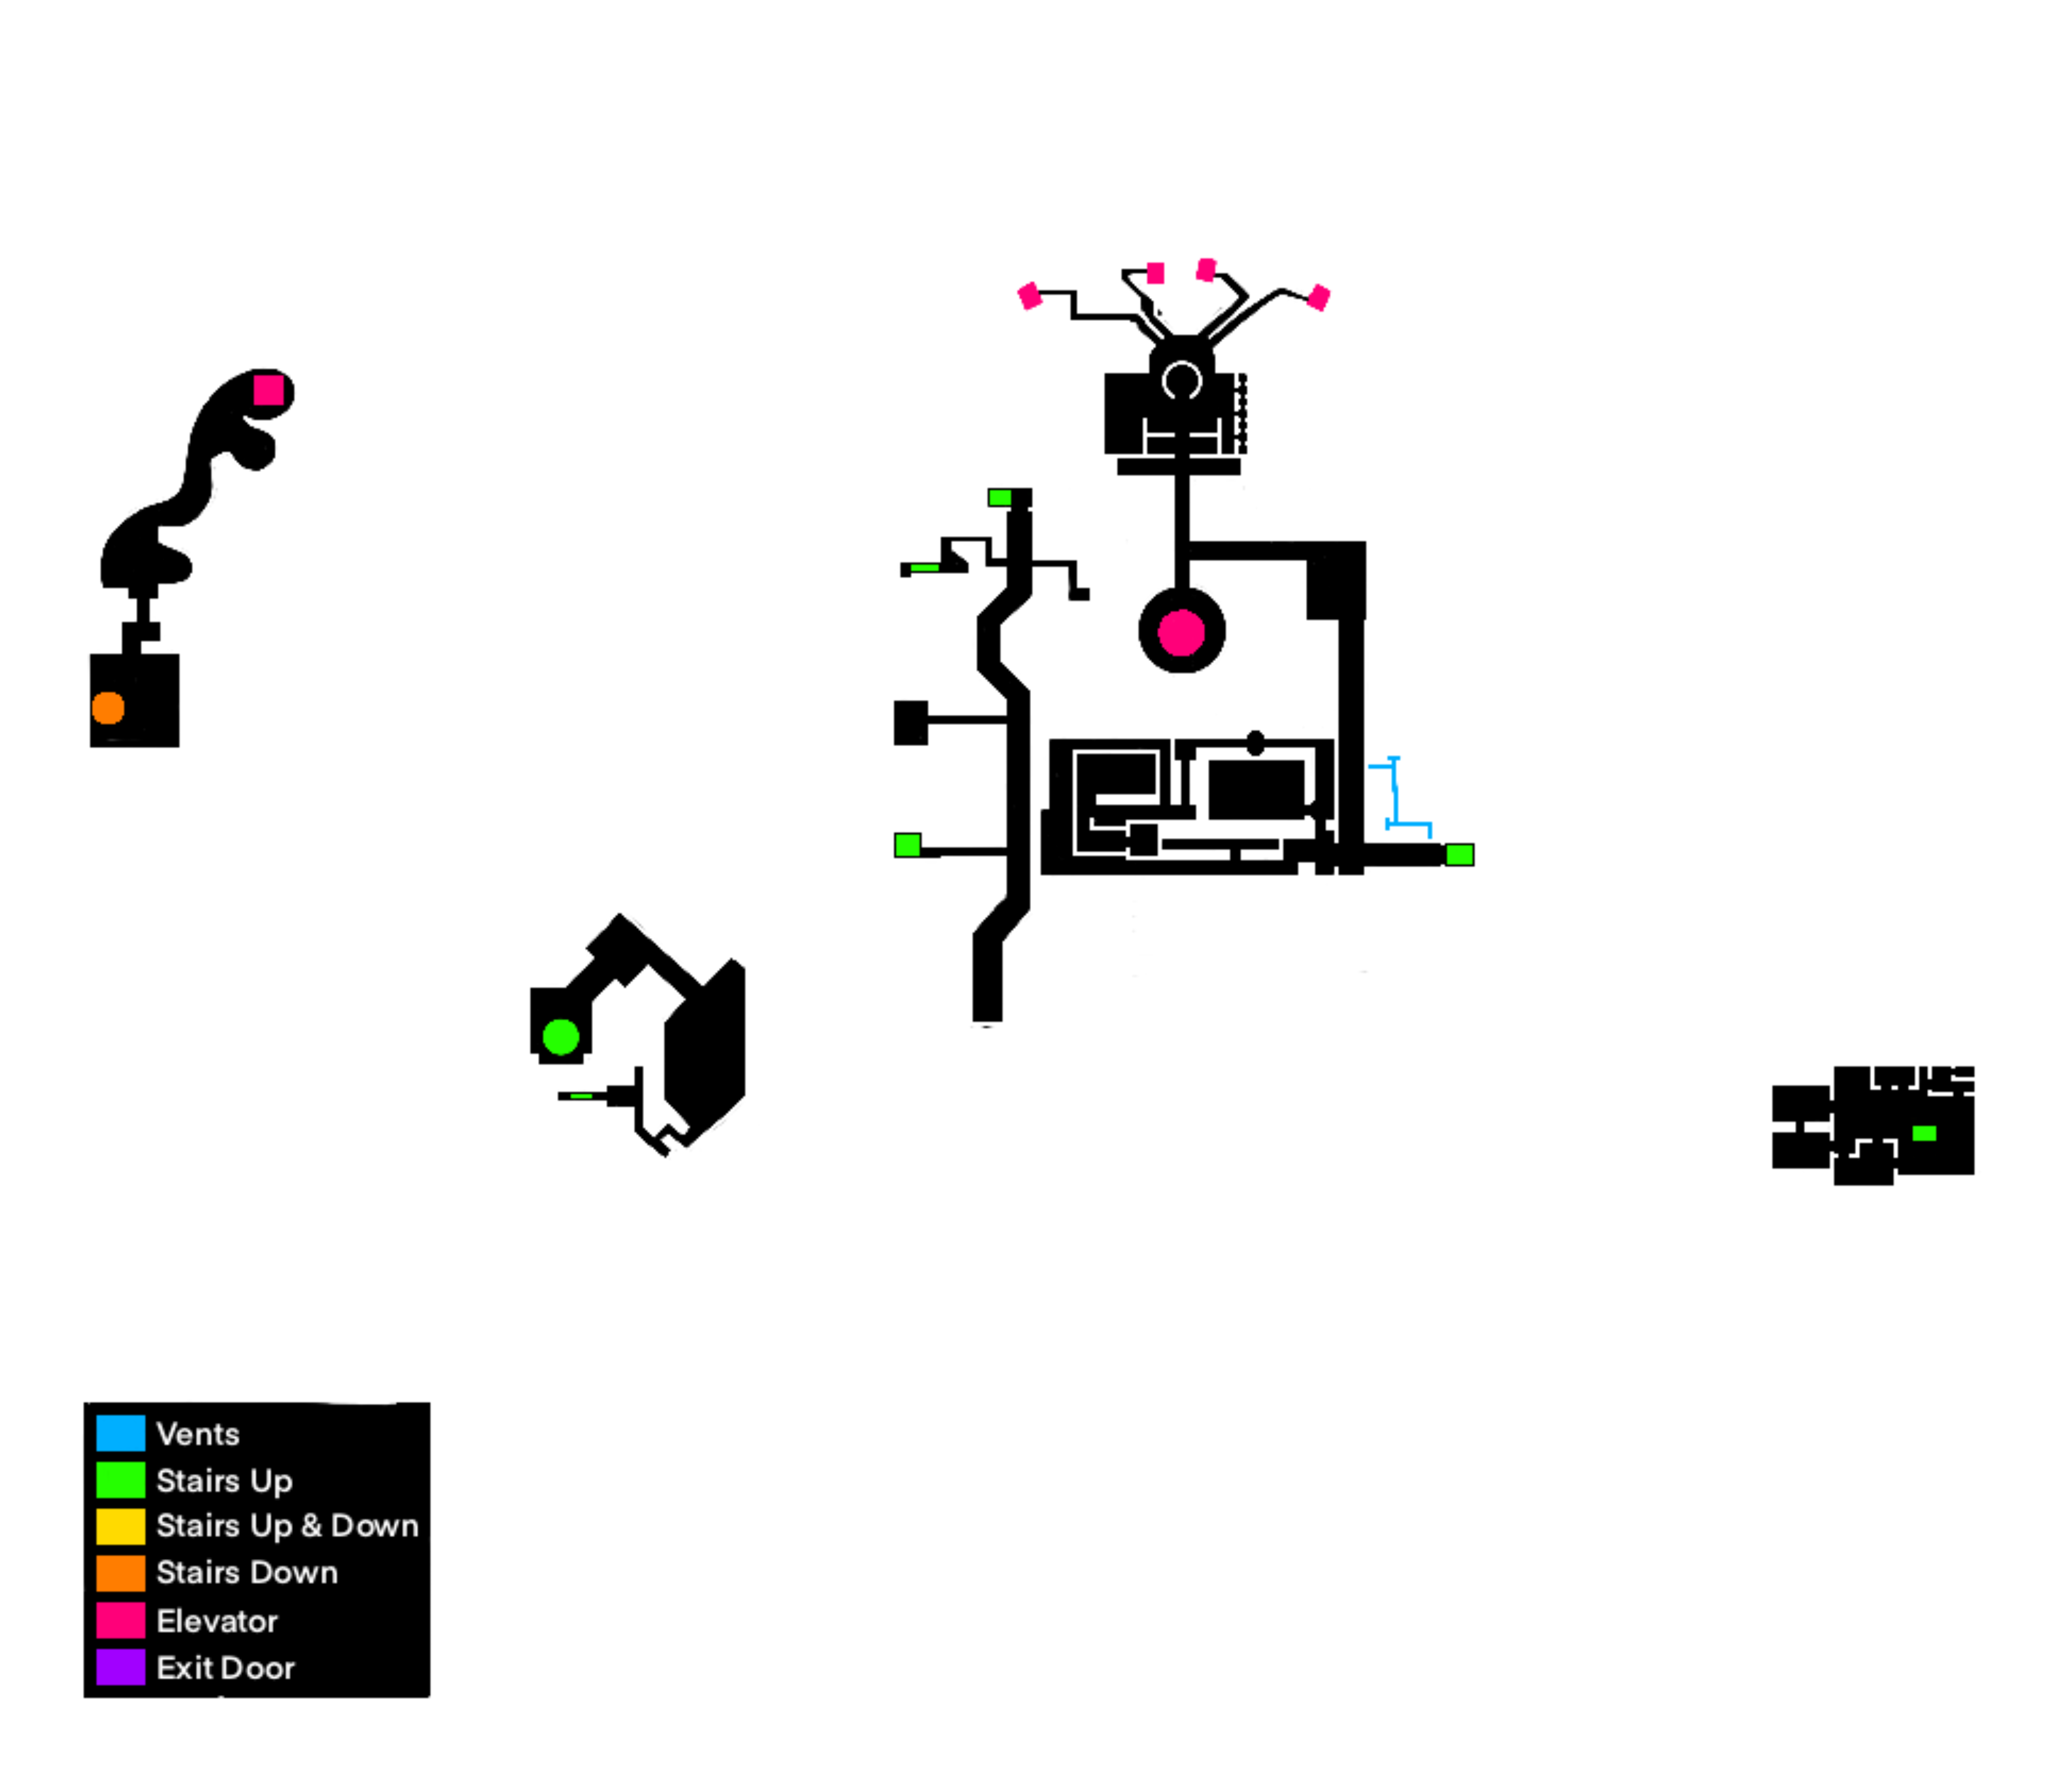 Vents
Stairs Up
Stairs Up & Down
Stairs Down
Elevator
Exit Door